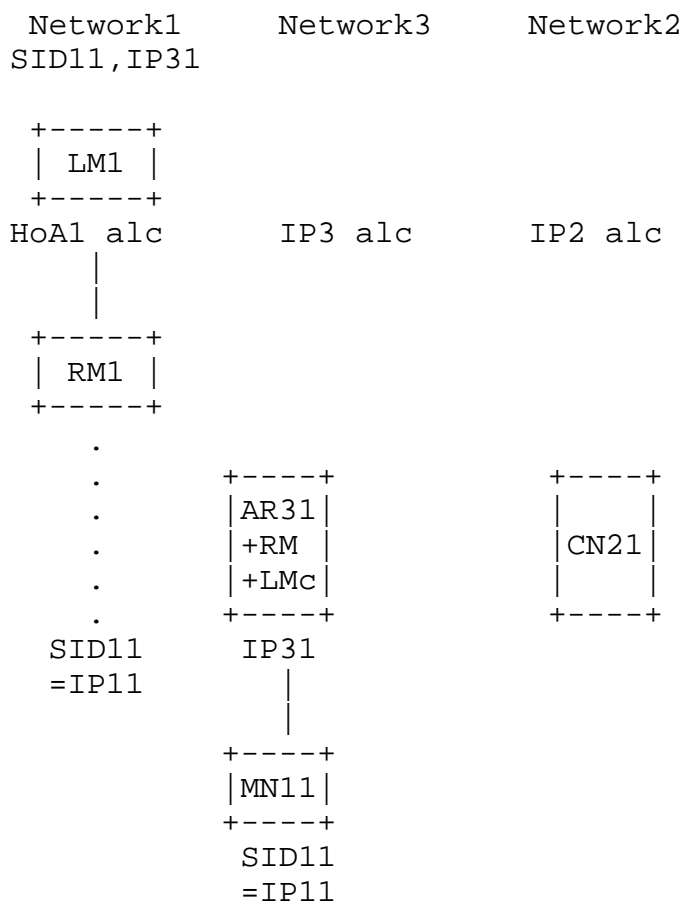 Network1 Network3 Network2
SID11,IP31
LM1
HoA1 alc IP3 alc IP2 alc
RM1
AR31
+RM CN21
+LMc
SID11 IP31
=IP11
MN11
SID11
=IP11